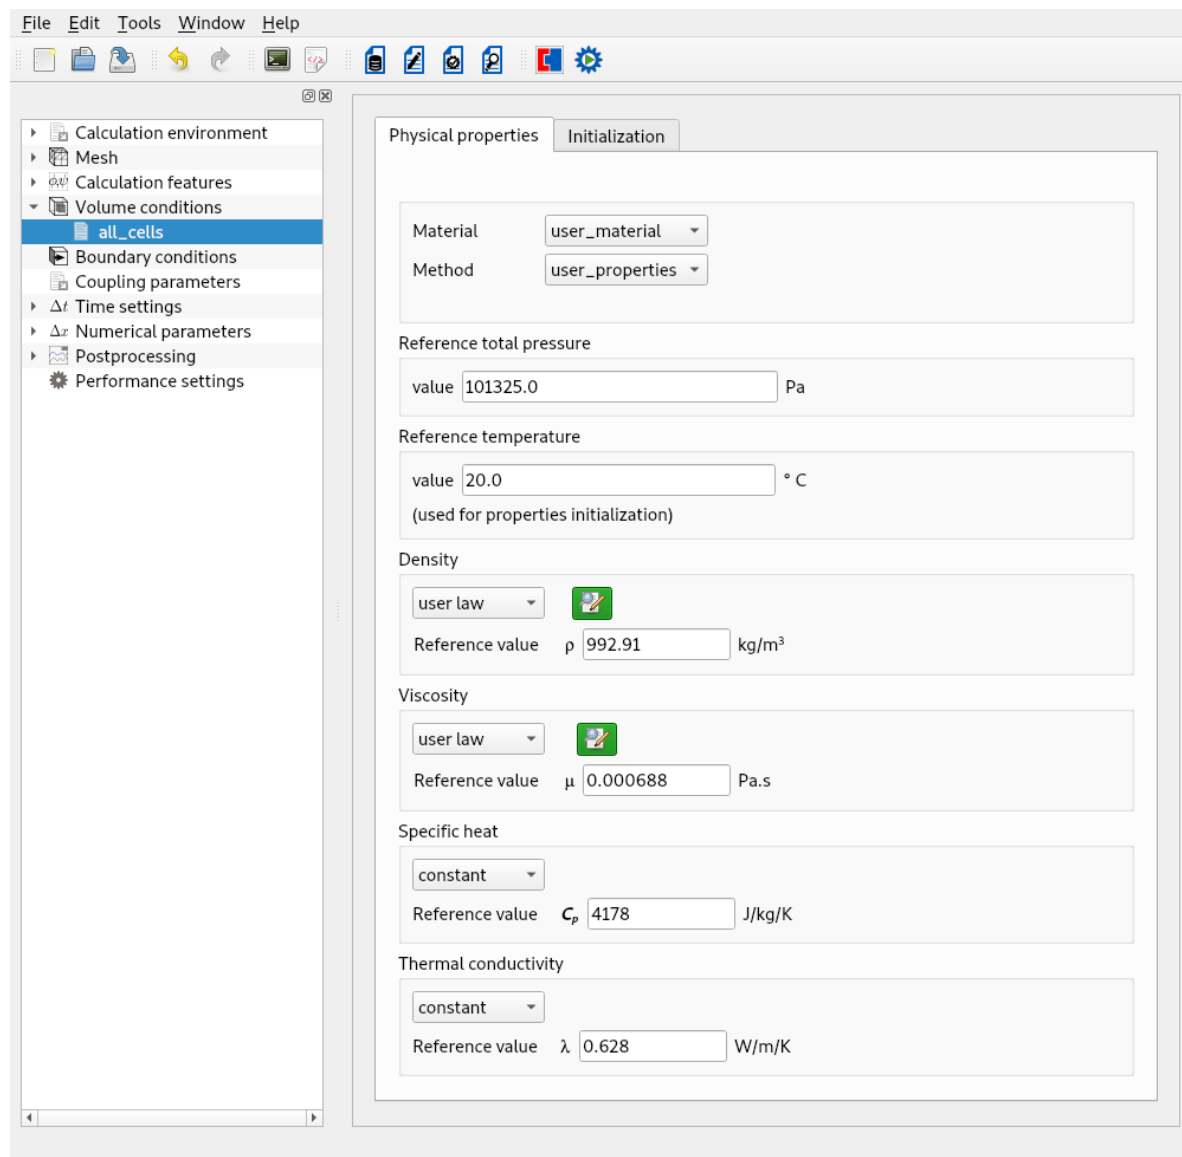 File Edit Tools Window Help
Calculation environment
Mesh
Calculation features
Volume conditions
all_cells
Boundary conditions
Coupling parameters
Δt Time settings
Δx Numerical parameters
Postprocessing
Performance settings
Physical properties Initialization
Material user_material
Method user_properties
Reference total pressure
value 101325.0 Pa
Reference temperature
value 20.0 ° C
(used for properties initialization)
Density
user law
Reference value ρ 992.91 kg/m³
Viscosity
user law
Reference value μ 0.000688 Pa.s
Specific heat
constant
Reference value Cp 4178 J/kg/K
Thermal conductivity
constant
Reference value λ 0.628 W/m/K